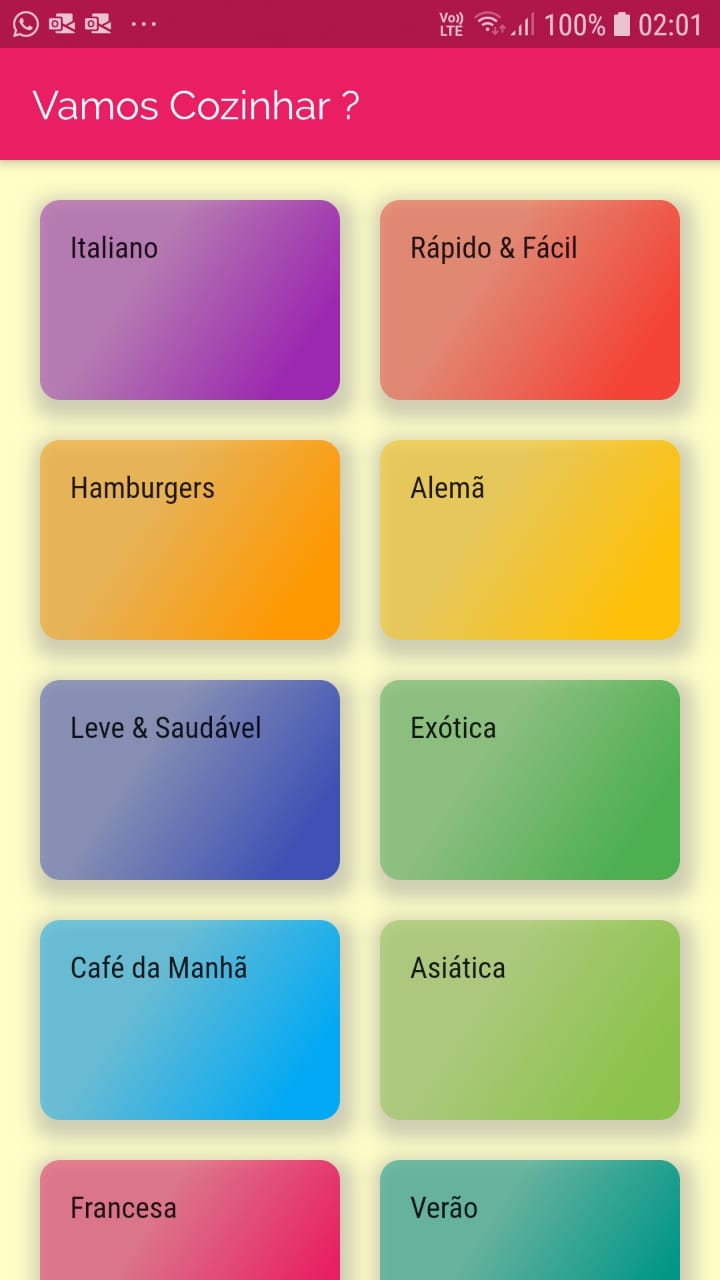 Vo)) LTE 100% 02:01
Vamos Cozinhar ?
Italiano
Rápido & Fácil
Hamburgers
Alemã
Leve & Saudável
Exótica
Café da Manhã
Asiática
Francesa
Verão